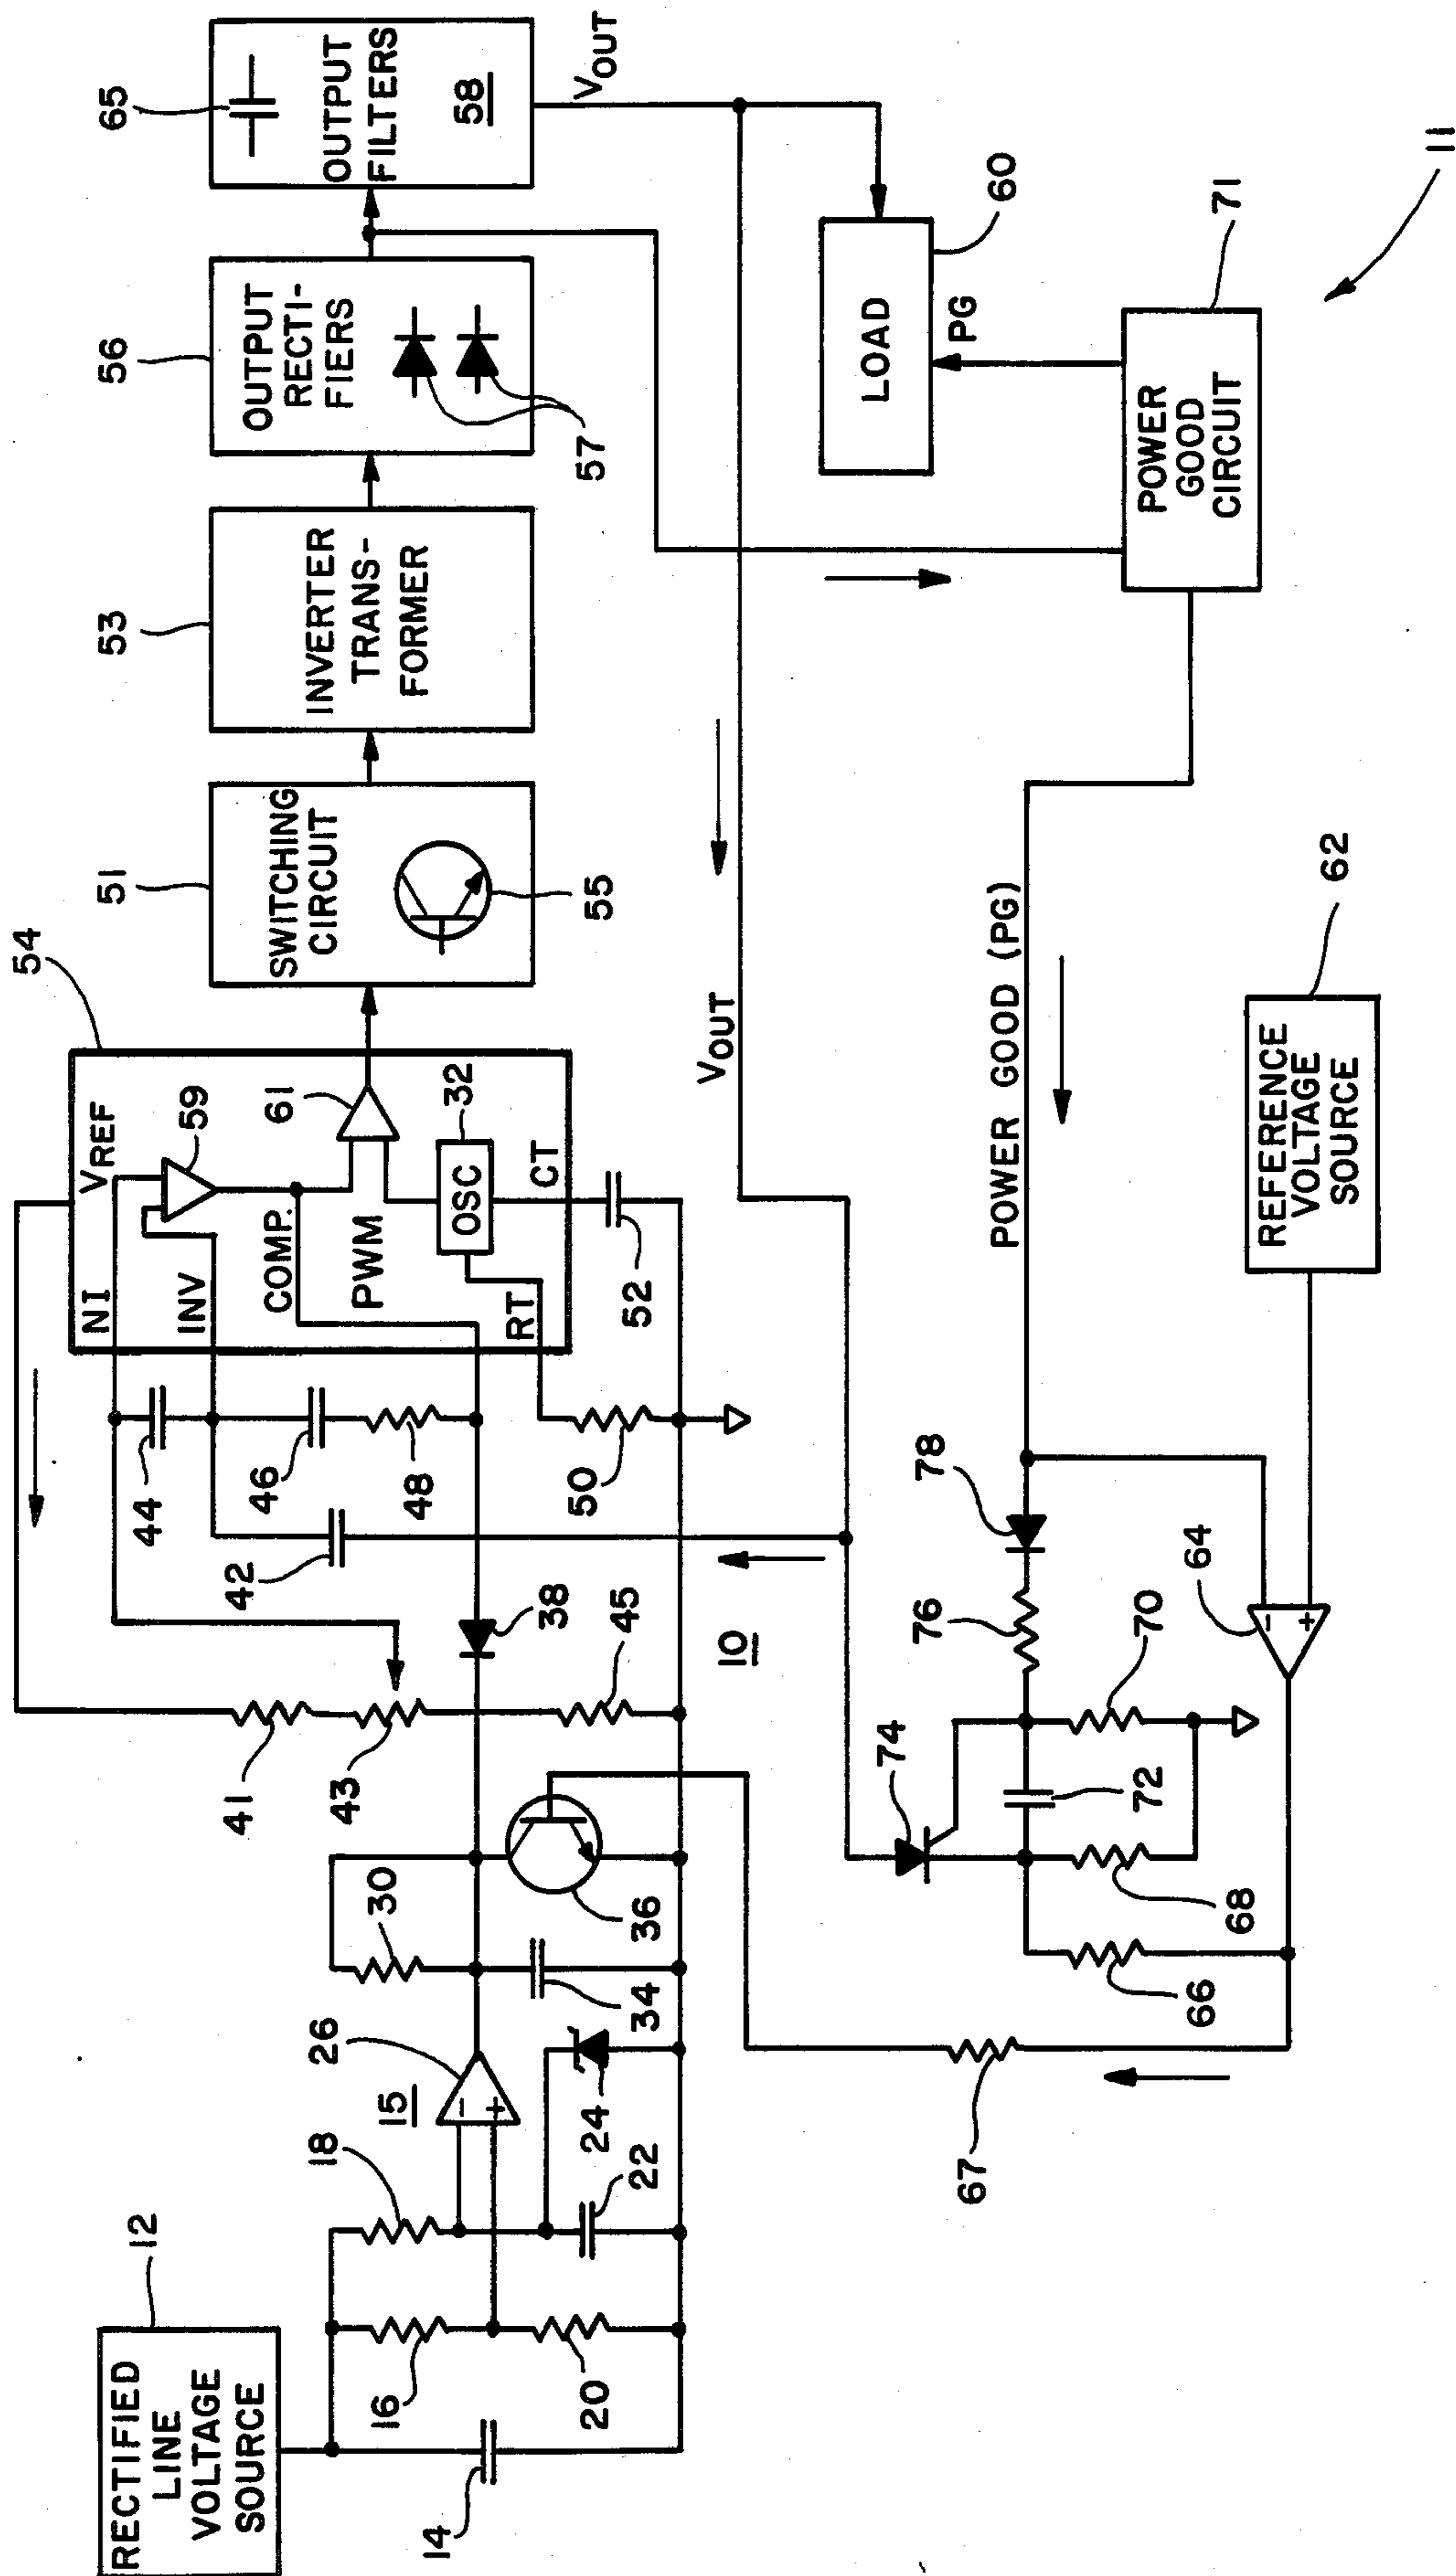 RECTIFIED
LINE
VOLTAGE
SOURCE
12
14
16
18
20
15
22
24
26
-
+
30
34
36
38
41
43
45
10
42
44
46
48
50
52
54
NI
VREF
INV
59
COMP.
61
PWM
32
OSC
RT
CT
51
SWITCHING
CIRCUIT
55
53
INVERTER
TRANS-
FORMER
56
OUTPUT
RECTI-
FIERS
57
65
OUTPUT
FILTERS
58
VOUT
VOUT
LOAD
60
PG
POWER
GOOD
CIRCUIT
71
11
POWER GOOD (PG)
REFERENCE
VOLTAGE
SOURCE
62
78
76
64
-
+
70
74
72
68
66
67